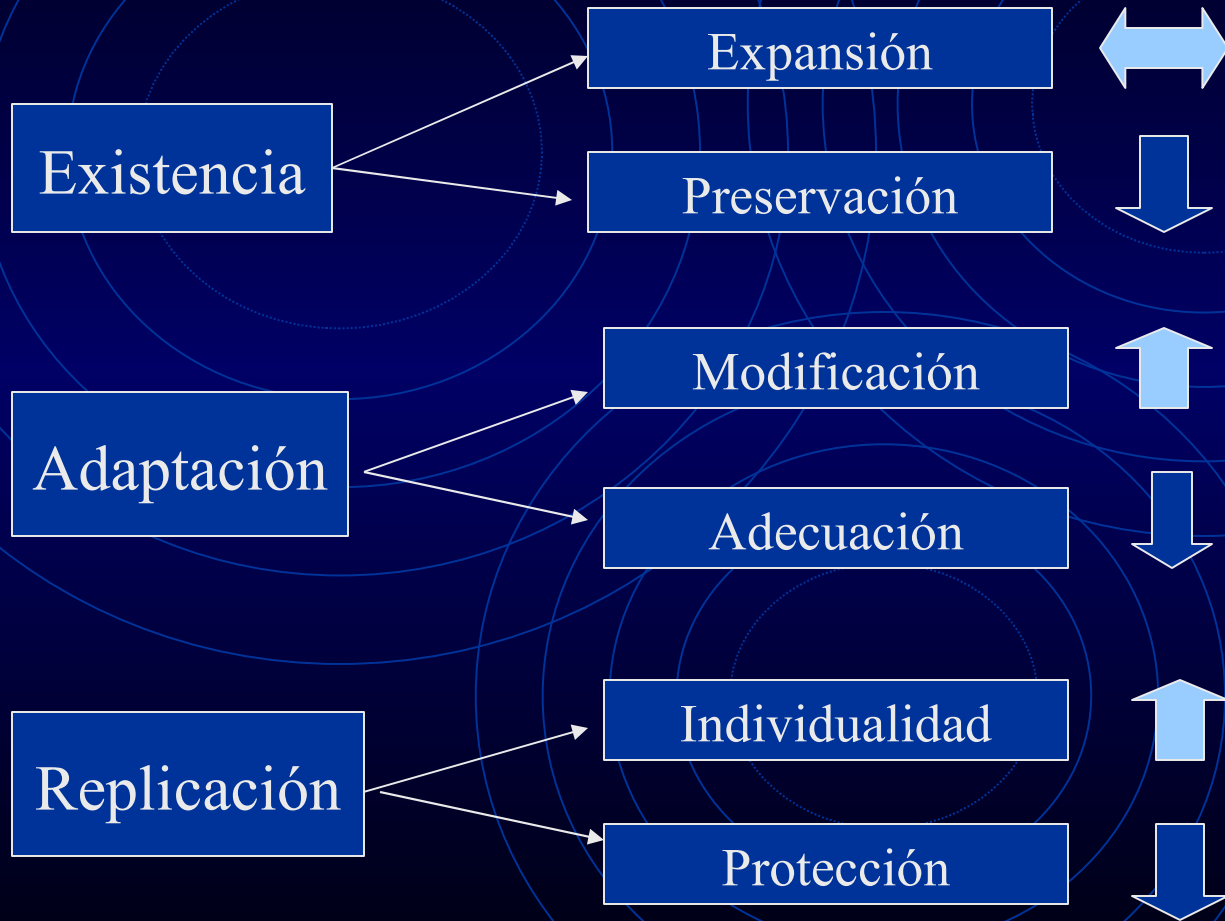 Existencia
Expansión
Preservación
Adaptación
Modificación
Adecuación
Replicación
Individualidad
Protección